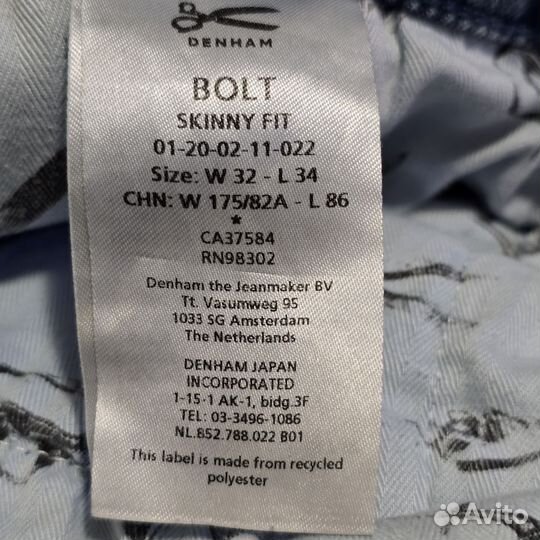 DENHAM
BOLT
SKINNY FIT
01-20-02-11-022
Size: W 32 - L 34
CHN: W 175/82A - L 86
*
CA37584
RN98302
Denham the Jeanmaker BV
Tt. Vasumweg 95
1033 SG Amsterdam
The Netherlands
DENHAM JAPAN
INCORPORATED
1-15-1 AK-1, bidg.3F
TEL: 03-3496-1086
NL.852.788.022 B01
This label is made from recycled
polyester
Avito